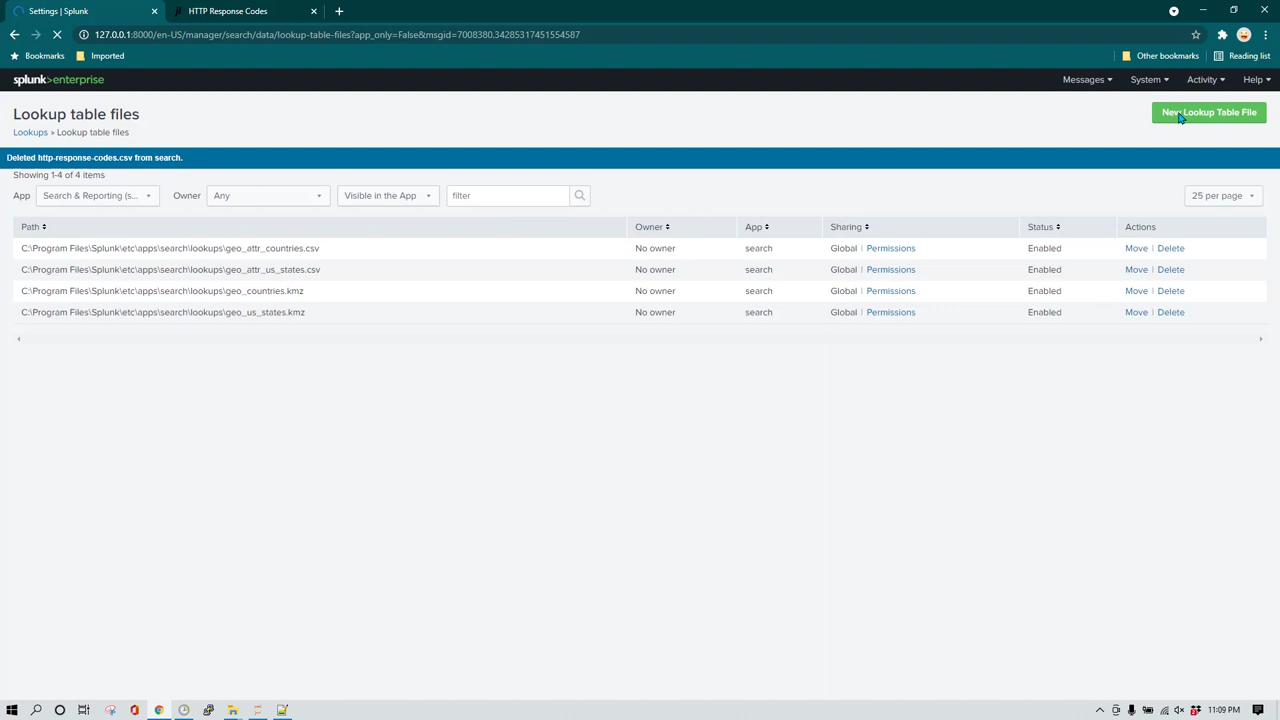 Settings | Splunk
HTTP Response Codes
127.0.0.1:8000/en-US/manager/search/data/lookup-table-files?app_only=False&msgid=7008380.34285317451554587
Bookmarks
Imported
Other bookmarks
Reading list
splunk>enterprise
Messages
System
Activity
Help
Lookup table files
New Lookup Table File
Lookups » Lookup table files
Deleted http-response-codes.csv from search.
Showing 1-4 of 4 items
App
Search & Reporting (s...
Owner
Any
Visible in the App
filter
25 per page
Path
Owner
App
Sharing
Status
Actions
C:\Program Files\Splunk\etc\apps\search\lookups\geo_attr_countries.csv No owner search Global | Permissions Enabled Move | Delete
C:\Program Files\Splunk\etc\apps\search\lookups\geo_attr_us_states.csv No owner search Global | Permissions Enabled Move | Delete
C:\Program Files\Splunk\etc\apps\search\lookups\geo_countries.kmz No owner search Global | Permissions Enabled Move | Delete
C:\Program Files\Splunk\etc\apps\search\lookups\geo_us_states.kmz No owner search Global | Permissions Enabled Move | Delete
11:09 PM